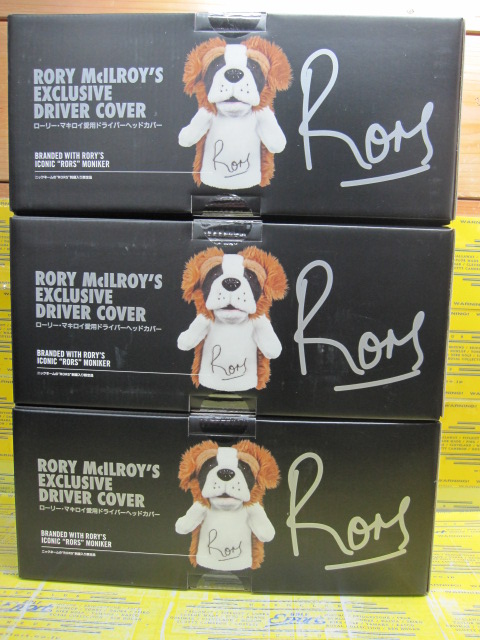 RORY McILROY'S
EXCLUSIVE
DRIVER COVER
ローリー・マキロイ愛用ドライバーヘッドカバー
BRANDED WITH RORY'S
ICONIC "RORS" MONIKER
Rors
Rors
RORY McILROY'S
EXCLUSIVE
DRIVER COVER
ローリー・マキロイ愛用ドライバーヘッドカバー
BRANDED WITH RORY'S
ICONIC "RORS" MONIKER
Rors
Rors
RORY McILROY'S
EXCLUSIVE
DRIVER COVER
ローリー・マキロイ愛用ドライバーヘッドカバー
BRANDED WITH RORY'S
ICONIC "RORS" MONIKER
Rors
Rors